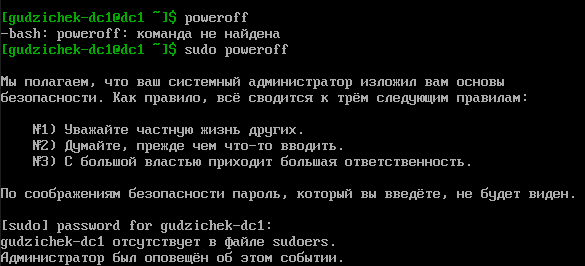 [gudzichek-dc1@dc1 ~]$ poweroff
-bash: poweroff: команда не найдена
[gudzichek-dc1@dc1 ~]$ sudo poweroff
Мы полагаем, что ваш системный администратор изложил вам основы
безопасности. Как правило, всё сводится к трём следующим правилам:
№1) Уважайте частную жизнь других.
№2) Думайте, прежде чем что-то вводить.
№3) С большой властью приходит большая ответственность.
По соображениям безопасности пароль, который вы введёте, не будет виден.
[sudo] password for gudzichek-dc1:
gudzichek-dc1 отсутствует в файле sudoers.
Администратор был оповещён об этом событии.